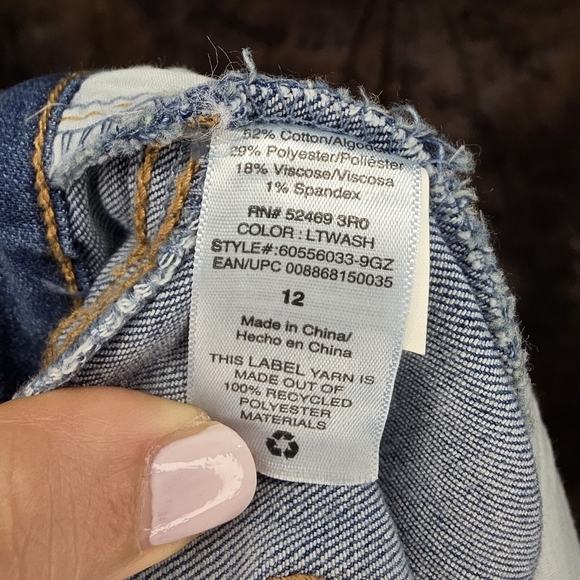 52% Cotton/Algodón
29% Polyester/Poliéster
18% Viscose/Viscosa
1% Spandex
RN# 52469 3R0
COLOR : LTWASH
STYLE#:60556033-9GZ
EAN/UPC 008868150035
12
Made in China/
Hecho en China
THIS LABEL YARN IS
MADE OUT OF
100% RECYCLED
POLYESTER
MATERIALS